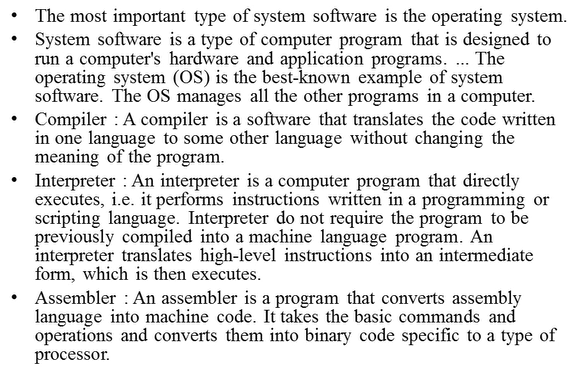 • The most important type of system software is the operating system.
• System software is a type of computer program that is designed to
run a computer's hardware and application programs. ... The
operating system (OS) is the best-known example of system
software. The OS manages all the other programs in a computer.
• Compiler : A compiler is a software that translates the code written
in one language to some other language without changing the
meaning of the program.
• Interpreter : An interpreter is a computer program that directly
executes, i.e. it performs instructions written in a programming or
scripting language. Interpreter do not require the program to be
previously compiled into a machine language program. An
interpreter translates high-level instructions into an intermediate
form, which is then executes.
• Assembler : An assembler is a program that converts assembly
language into machine code. It takes the basic commands and
operations and converts them into binary code specific to a type of
processor.